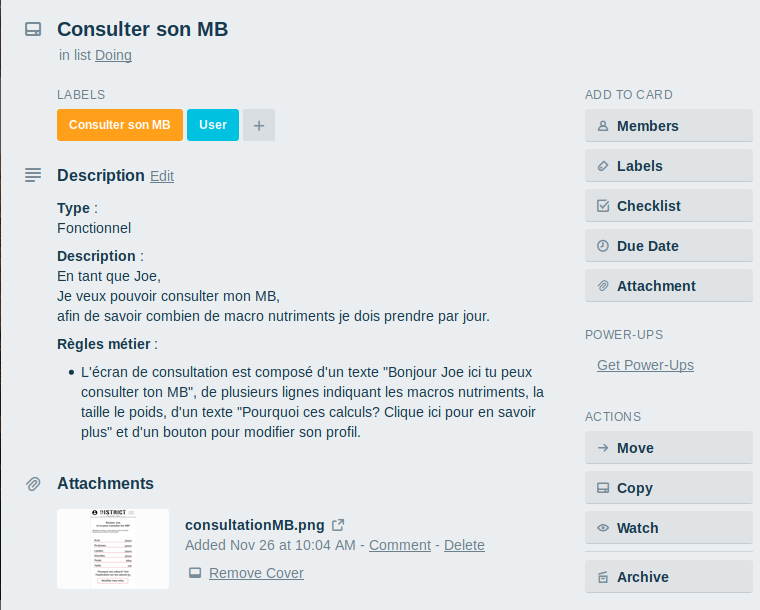 Consulter son MB
in list Doing
LABELS
Consulter son MB
User
Description Edit
Type :
Fonctionnel
Description :
En tant que Joe,
Je veux pouvoir consulter mon MB,
afin de savoir combien de macro nutriments je dois prendre par jour.
Règles métier :
L'écran de consultation est composé d'un texte "Bonjour Joe ici tu peux
consulter ton MB", de plusieurs lignes indiquant les macros nutriments, la
taille le poids, d'un texte "Pourquoi ces calculs? Clique ici pour en savoir
plus" et d'un bouton pour modifier son profil.
Attachments
DISTRICT
consultationMB.png
Added Nov 26 at 10:04 AM - Comment - Delete
Remove Cover
ADD TO CARD
Members
Labels
Checklist
Due Date
Attachment
POWER-UPS
Get Power-Ups
ACTIONS
Move
Copy
Watch
Archive